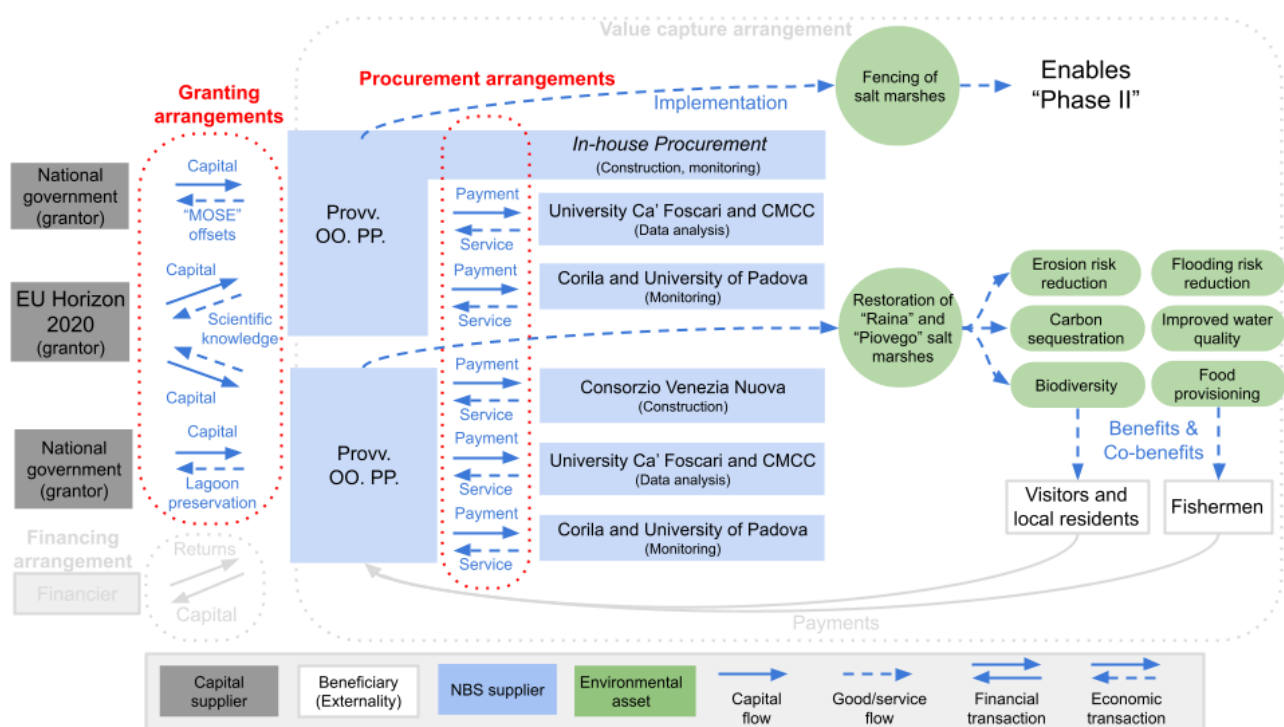 Value capture arrangement
Procurement arrangements
Granting
arrangements
Implementation
Fencing of
salt marshes
Enables
“Phase II”
National
government
(grantor)
Capital
“MOSE”
offsets
Provv.
OO. PP.
In-house Procurement
(Construction, monitoring)
Payment
Service
University Ca’ Foscari and CMCC
(Data analysis)
Payment
Service
Corila and University of Padova
(Monitoring)
EU Horizon
2020
(grantor)
Capital
Scientific
knowledge
Capital
Restoration of
“Raina” and
“Piovego” salt
marshes
Erosion risk
reduction
Flooding risk
reduction
Carbon
sequestration
Improved water
quality
Biodiversity
Food
provisioning
National
government
(grantor)
Capital
Lagoon
preservation
Provv.
OO. PP.
Payment
Service
Consorzio Venezia Nuova
(Construction)
Payment
Service
University Ca’ Foscari and CMCC
(Data analysis)
Payment
Service
Corila and University of Padova
(Monitoring)
Benefits &
Co-benefits
Visitors and
local residents
Fishermen
Financing
arrangement
Financier
Returns
Capital
Payments
Capital
supplier
Beneficiary
(Externality)
NBS supplier
Environmental
asset
Capital
flow
Good/service
flow
Financial
transaction
Economic
transaction